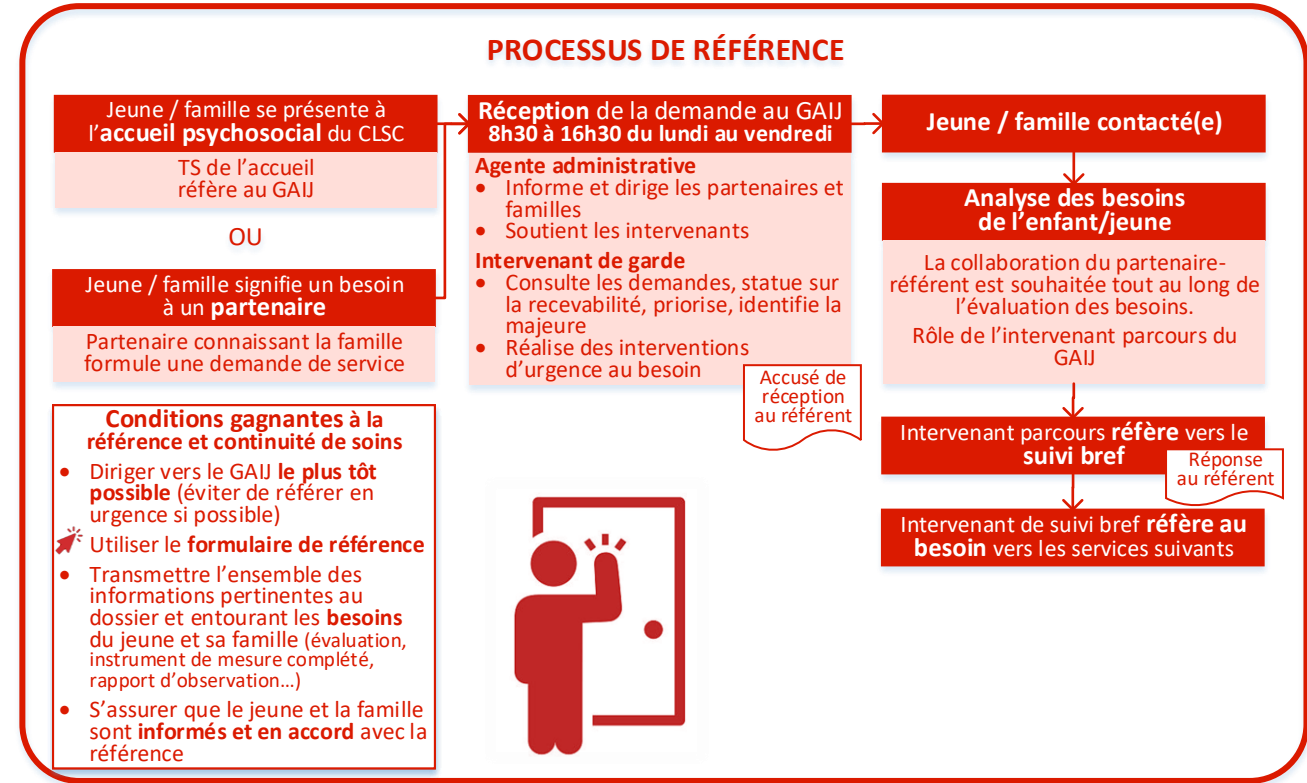 PROCESSUS DE RÉFÉRENCE
Jeune / famille se présente à
l'accueil psychosocial du CLSC
TS de l'accueil
réfère au GAIJ
OU
Jeune / famille signifie un besoin
à un partenaire
Partenaire connaissant la famille
formule une demande de service
Conditions gagnantes à la
référence et continuité de soins
• Diriger vers le GAIJ le plus tôt
possible (éviter de référer en
urgence si possible)
Utiliser le formulaire de référence
• Transmettre l'ensemble des
informations pertinentes au
dossier et entourant les besoins
du jeune et sa famille (évaluation,
instrument de mesure complété,
rapport d'observation…)
• S'assurer que le jeune et la famille
sont informés et en accord avec la
référence
Réception de la demande au GAIJ
8h30 à 16h30 du lundi au vendredi
Agente administrative
• Informe et dirige les partenaires et
familles
• Soutient les intervenants
Intervenant de garde
• Consulte les demandes, statue sur
la recevabilité, priorise, identifie la
majeure
• Réalise des interventions
d'urgence au besoin
Accusé de
réception
au référent
Jeune / famille contacté(e)
Analyse des besoins
de l'enfant/jeune
La collaboration du partenaire-
référent est souhaitée tout au long de
l'évaluation des besoins.
Rôle de l'intervenant parcours du
GAIJ
Intervenant parcours réfère vers le
suivi bref
Réponse
au référent
Intervenant de suivi bref réfère au
besoin vers les services suivants